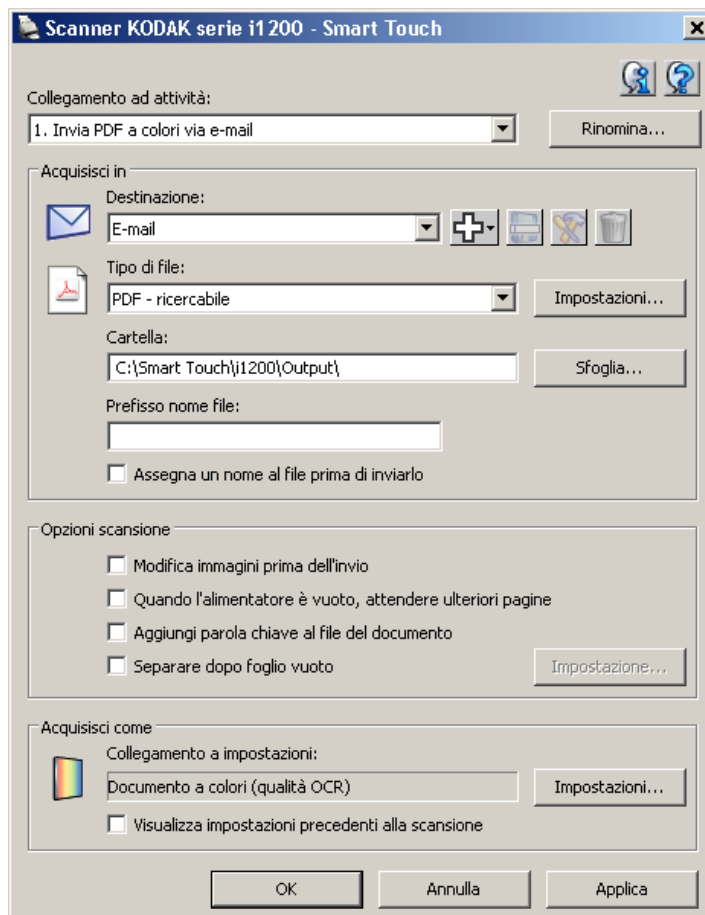 Scanner KODAK serie i1200 - Smart Touch
Collegamento ad attività:
1. Invia PDF a colori via e-mail
Rinomina...
Acquisisci in
Destinazione:
E-mail
Tipo di file:
PDF - ricercabile
Impostazioni...
Cartella:
C:\Smart Touch\i1200\Output\
Sfoglia...
Prefisso nome file:
Assegna un nome al file prima di inviarlo
Opzioni scansione
Modifica immagini prima dell'invio
Quando l'alimentatore è vuoto, attendere ulteriori pagine
Aggiungi parola chiave al file del documento
Separare dopo foglio vuoto
Impostazione...
Acquisisci come
Collegamento a impostazioni:
Documento a colori (qualità OCR)
Impostazioni...
Visualizza impostazioni precedenti alla scansione
OK
Annulla
Applica